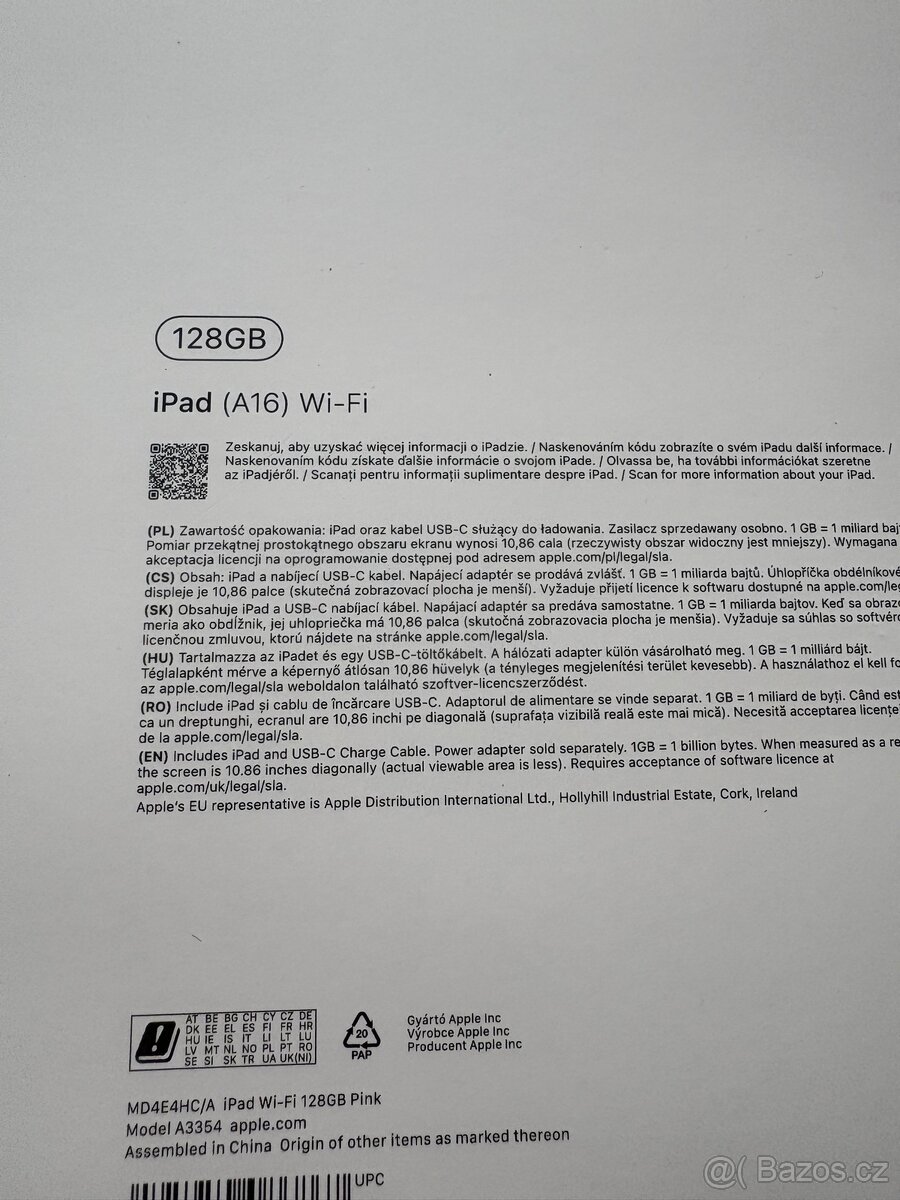 128GB
iPad (A16) Wi-Fi
Zeskanuj, aby uzyskać więcej informacji o iPadzie. / Naskenováním kódu zobrazíte o svém iPadu další informace. /
Naskenovaním kódu získate ďalšie informácie o svojom iPade. / Olvassa be, ha további információkat szeretne
az iPadjéről. / Scanați pentru informații suplimentare despre iPad. / Scan for more information about your iPad.
(PL) Zawartość opakowania: iPad oraz kabel USB-C służący do ładowania. Zasilacz sprzedawany osobno. 1 GB = 1 miliard baj
Pomiar przekątnej prostokątnego obszaru ekranu wynosi 10,86 cala (rzeczywisty obszar widoczny jest mniejszy). Wymagana
akceptacja licencji na oprogramowanie dostępnej pod adresem apple.com/pl/legal/sla.
(CS) Obsah: iPad a nabíjecí USB-C kabel. Napájecí adaptér se prodává zvlášť. 1 GB = 1 miliarda bajtů. Úhlopříčka obdélníkové
displeje je 10,86 palce (skutečná zobrazovací plocha je menší). Vyžaduje přijetí licence k softwaru dostupné na apple.com/leg
(SK) Obsahuje iPad a USB-C nabíjací kábel. Napájací adaptér sa predáva samostatne. 1 GB = 1 miliarda bajtov. Keď sa obrazo
meria ako obdĺžnik, jej uhlopriečka má 10,86 palca (skutočná zobrazovacia plocha je menšia). Vyžaduje sa súhlas so softvéro
licenčnou zmluvou, ktorú nájdete na stránke apple.com/legal/sla.
(HU) Tartalmazza az iPadet és egy USB-C-töltőkábelt. A hálózati adapter külön vásárolható meg. 1 GB = 1 milliárd bájt.
Téglalapként mérve a képernyő átlósan 10,86 hüvelyk (a tényleges megjelenítési terület kevesebb). A használathoz el kell fo
az apple.com/legal/sla weboldalon található szoftver-licencszerződést.
(RO) Include iPad și cablu de încărcare USB-C. Adaptorul de alimentare se vinde separat. 1 GB = 1 miliard de byți. Când est
ca un dreptunghi, ecranul are 10,86 inchi pe diagonală (suprafața vizibilă reală este mai mică). Necesită acceptarea licențe
de la apple.com/legal/sla.
(EN) Includes iPad and USB-C Charge Cable. Power adapter sold separately. 1GB = 1 billion bytes. When measured as a re
the screen is 10.86 inches diagonally (actual viewable area is less). Requires acceptance of software licence at
apple.com/uk/legal/sla.
Apple's EU representative is Apple Distribution International Ltd., Hollyhill Industrial Estate, Cork, Ireland
AT BE BG CH CY CZ DE
DK EE EL ES FI FR HR
HU IE IS IT LI LT LU
LV MT NL NO PL PT RO
SE SI SK TR UA UK(NI)
20
PAP
Gyártó Apple Inc
Výrobce Apple Inc
Producent Apple Inc
MD4E4HC/A iPad Wi-Fi 128GB Pink
Model A3354 apple.com
Assembled in China Origin of other items as marked thereon
UPC
@( Bazos.cz